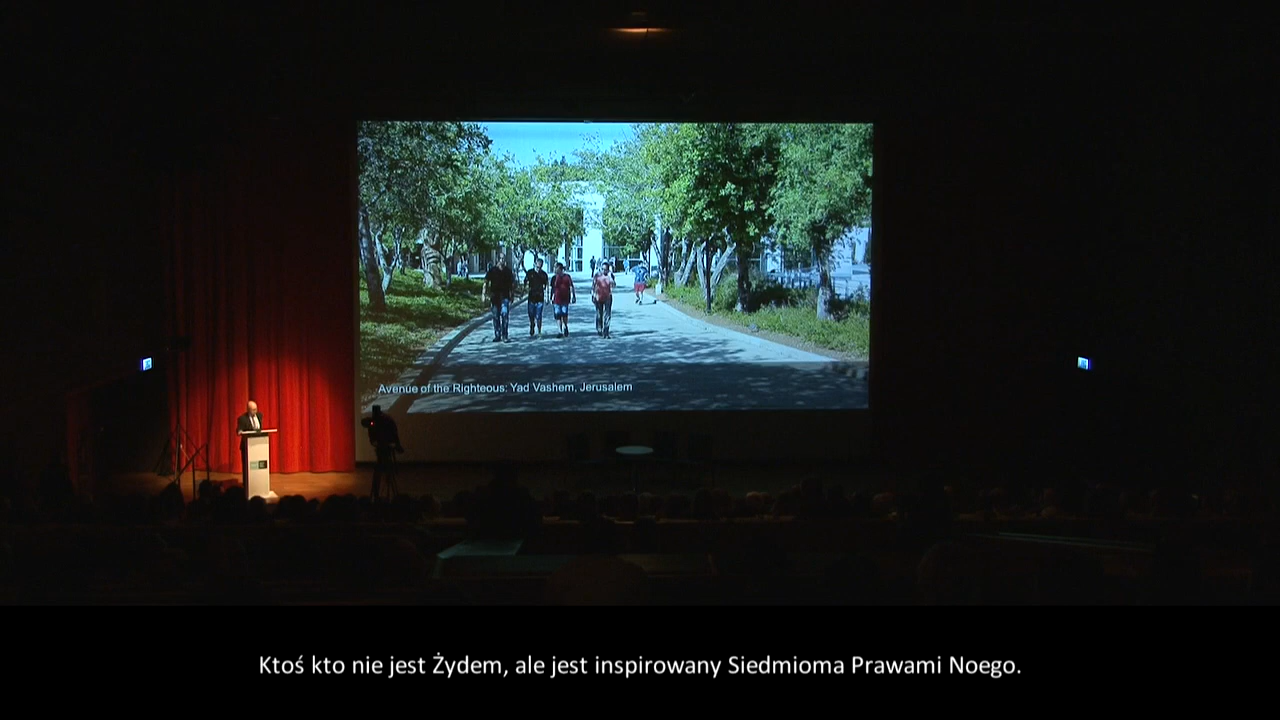 Avenue of the Righteous: Yad Vashem, Jerusalem
Ktoś kto nie jest Żydem, ale jest inspirowany Siedmioma Prawami Noego.